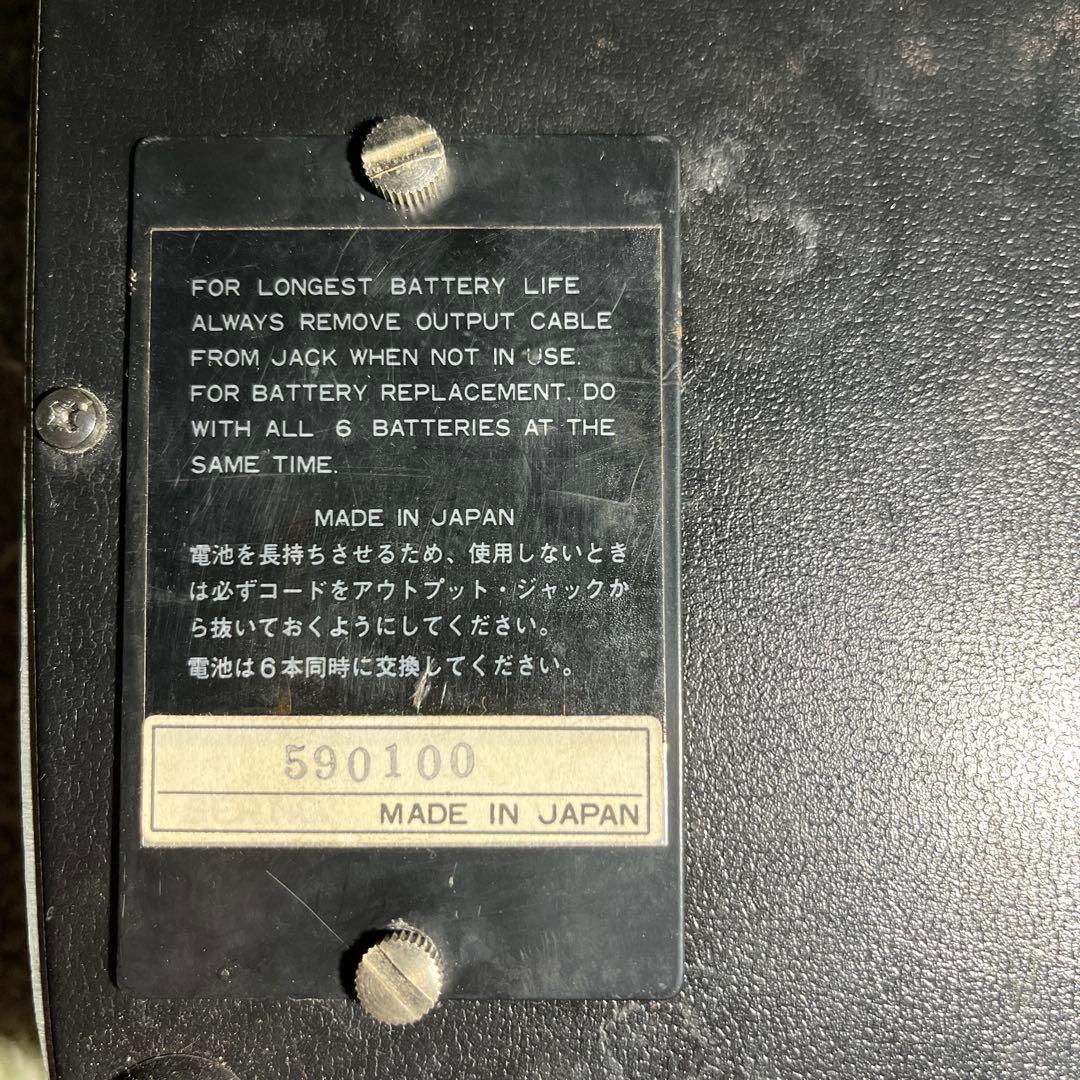 FOR LONGEST BATTERY LIFE
ALWAYS REMOVE OUTPUT CABLE
FROM JACK WHEN NOT IN USE.
FOR BATTERY REPLACEMENT, DO
WITH ALL 6 BATTERIES AT THE
SAME TIME.
MADE IN JAPAN
電池を長持ちさせるため、使用しないとき
は必ずコードをアウトプット・ジャックか
ら抜いておくようにしてください。
電池は6本同時に交換してください。
590100
MADE IN JAPAN